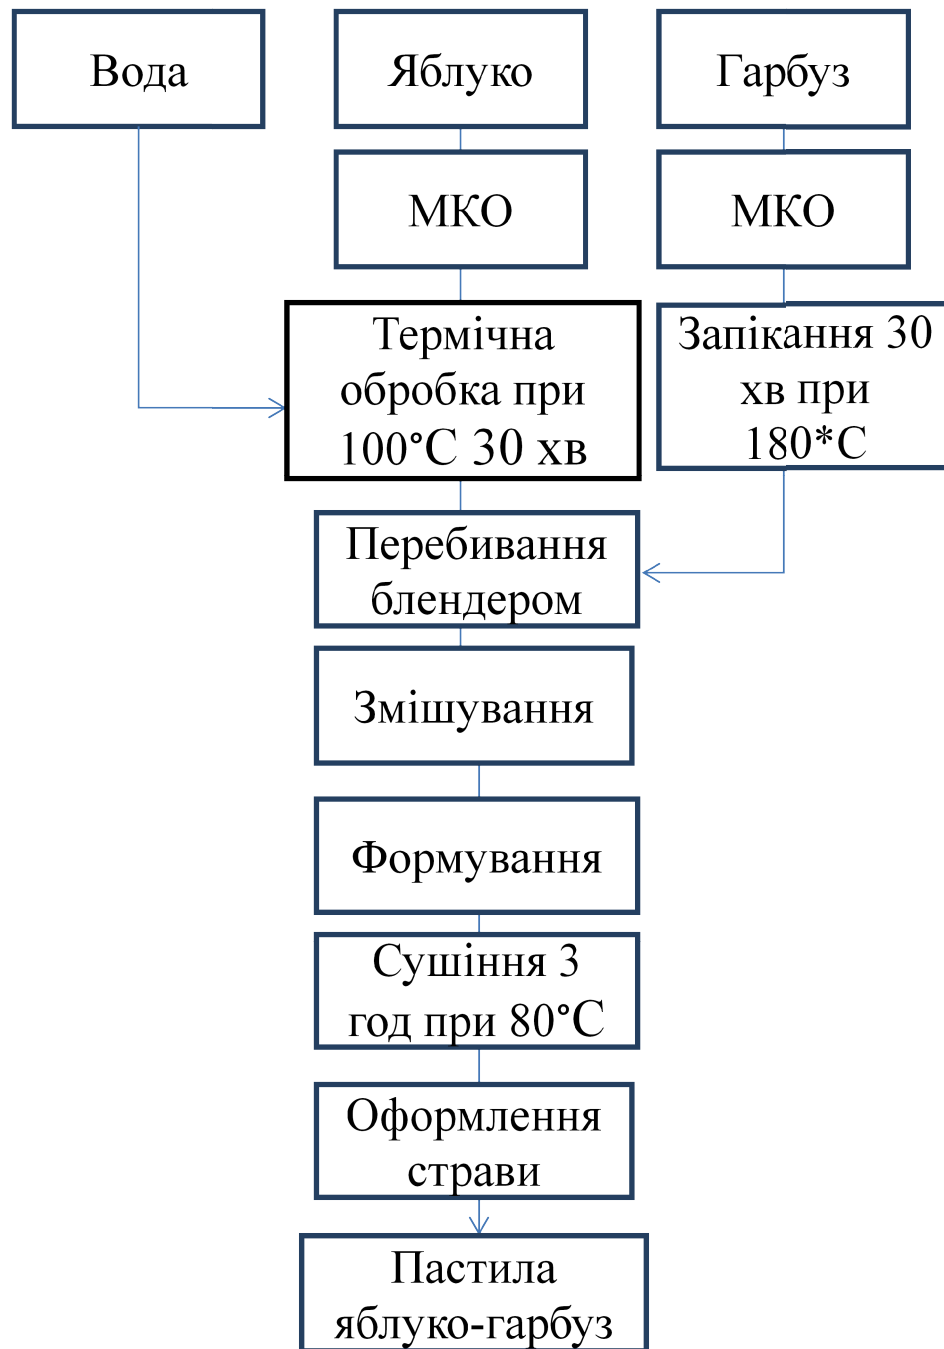 Вода
Яблуко
Гарбуз
МКО
МКО
Термічна
обробка при
100°С 30 хв
Запікання 30
хв при
180*С
Перебивання
блендером
Змішування
Формування
Сушіння 3
год при 80°С
Оформлення
страви
Пастила
яблуко-гарбуз